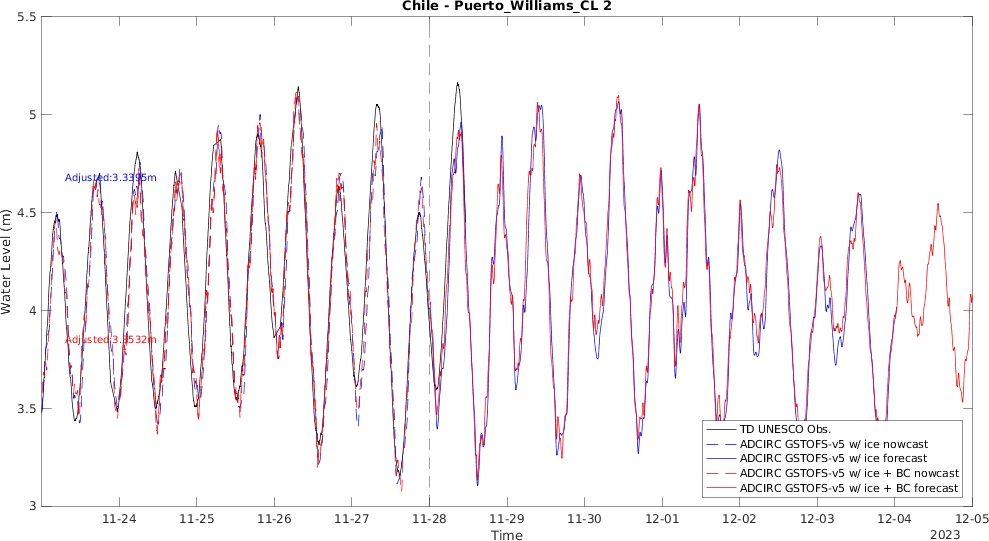 Chile - Puerto_Williams_CL 2
5.5
5
4.5
4
3.5
3
Water Level (m)
Adjusted:3.3395m
Adjusted:3.3532m
TD UNESCO Obs.
ADCIRC GSTOFS-v5 w/ ice nowcast
ADCIRC GSTOFS-v5 w/ ice forecast
ADCIRC GSTOFS-v5 w/ ice + BC nowcast
ADCIRC GSTOFS-v5 w/ ice + BC forecast
11-24 11-25 11-26 11-27 11-28 11-29 11-30 12-01 12-02 12-03 12-04 12-05
Time
2023